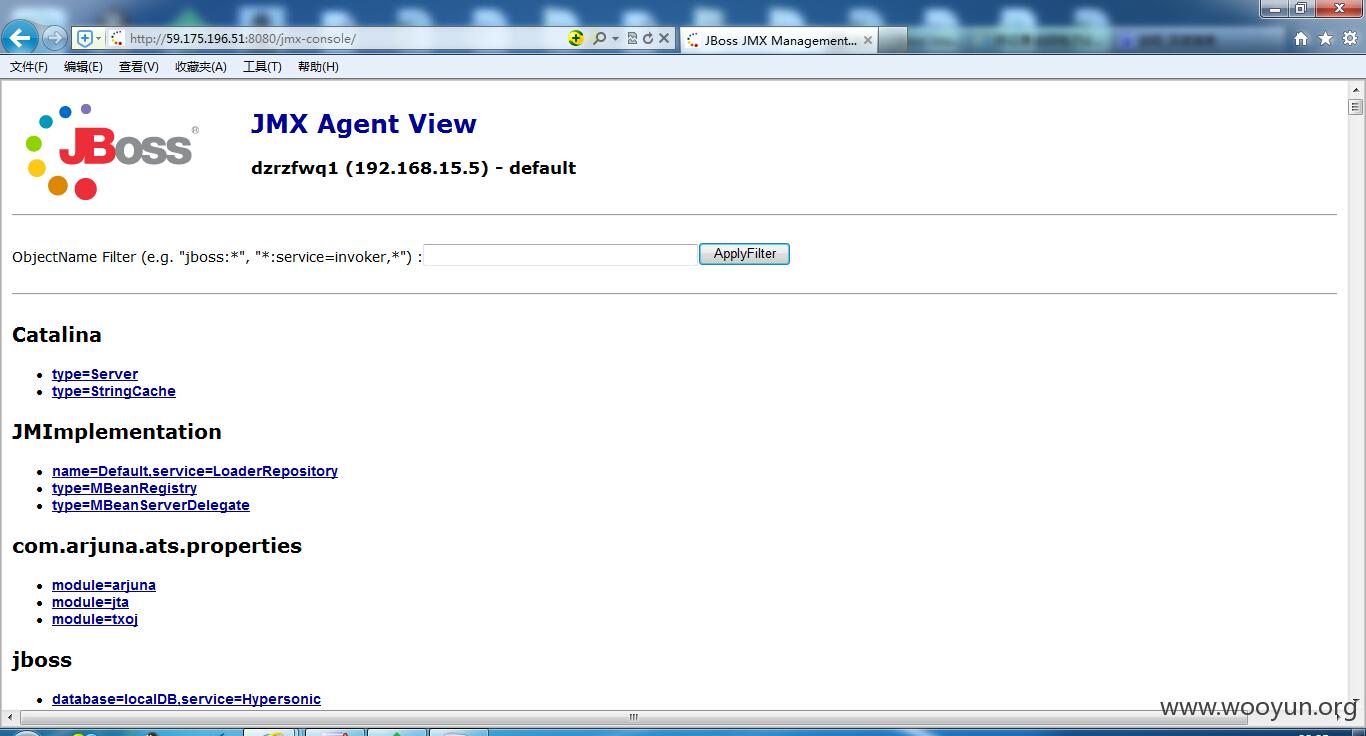 http://59.175.196.51:8080/jmx-console/
JBoss JMX Management...
文件(F) 编辑(E) 查看(V) 收藏夹(A) 工具(T) 帮助(H)
JBoss®
JMX Agent View
dzrzfwq1 (192.168.15.5) - default
ObjectName Filter (e.g. "jboss:*", "*:service=invoker,*") :
ApplyFilter
Catalina
type=Server
type=StringCache
JMImplementation
name=Default,service=LoaderRepository
type=MBeanRegistry
type=MBeanServerDelegate
com.arjuna.ats.properties
module=arjuna
module=jta
module=txoj
jboss
database=localDB,service=Hypersonic
www.wooyun.org